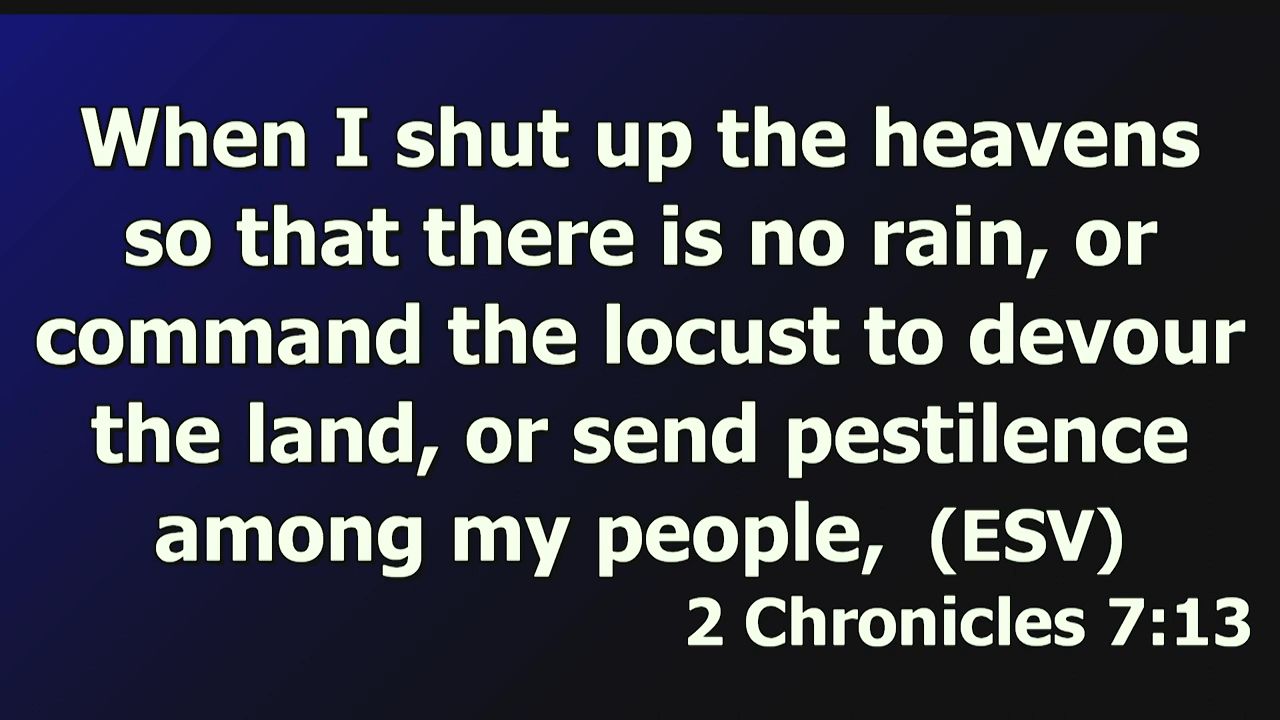 When I shut up the heavens
so that there is no rain, or
command the locust to devour
the land, or send pestilence
among my people,  (ESV)
2 Chronicles 7:13